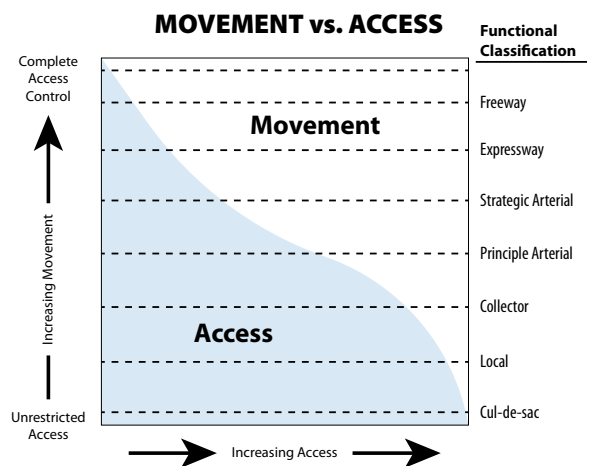 MOVEMENT vs. ACCESS
Functional
Classification
Complete
Access
Control
Increasing Movement
Unrestricted
Access
Movement
Access
Freeway
Expressway
Strategic Arterial
Principle Arterial
Collector
Local
Cul-de-sac
Increasing Access